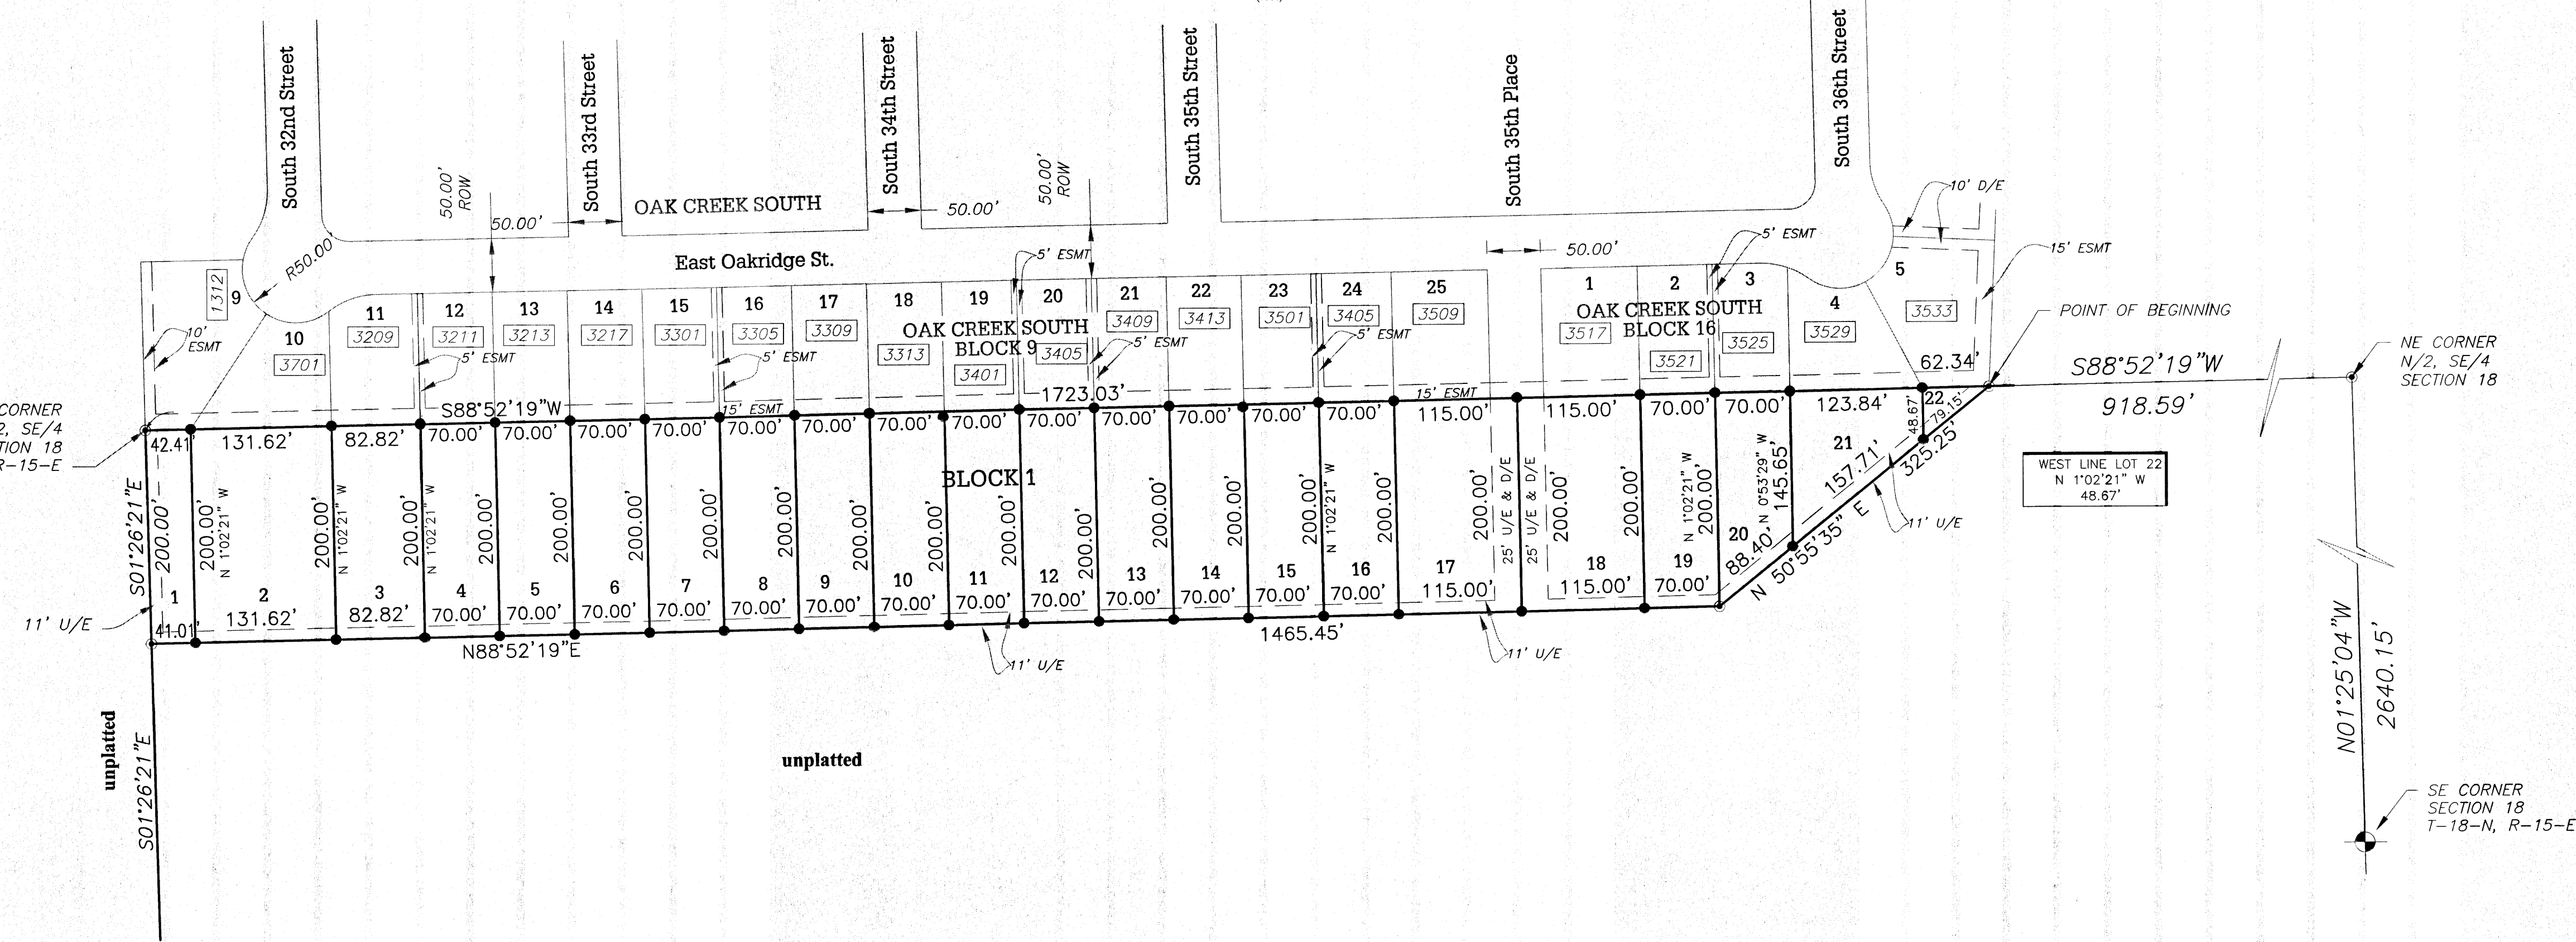 South 32nd Street
South 33rd Street
South 34th Street
South 35th Street
South 35th Place
South 36th Street
50.00'
ROW
50.00'
OAK CREEK SOUTH
50.00'
50.00'
ROW
East Oakridge St.
R50.00
5' ESMT
50.00'
5' ESMT
10' D/E
15' ESMT
1312
9
10
3701
11
3209
12
3211
13
3213
14
3217
15
3301
16
3305
17
3309
18
3313
19
3401
20
3405
21
3409
22
3413
23
3501
24
3405
25
3509
OAK CREEK SOUTH
BLOCK 9
1
3517
2
3521
3
3525
4
3529
5
3533
OAK CREEK SOUTH
BLOCK 16
10'
ESMT
5' ESMT
5' ESMT
5' ESMT
5' ESMT
POINT OF BEGINNING
NE CORNER
N/2, SE/4
SECTION 18
S88°52'19"W
918.59'
CORNER
2, SE/4
TION 18
R-15-E
S88°52'19"W
15' ESMT
1723.03'
15' ESMT
62.34'
42.41'
131.62'
82.82'
70.00'
70.00'
70.00'
70.00'
70.00'
70.00'
70.00'
70.00'
70.00'
70.00'
70.00'
70.00'
70.00'
115.00'
115.00'
70.00'
70.00'
123.84'
48.67'
22
79.15'
325.25'
21
157.71'
BLOCK 1
S01°26'21"E
200.00'
200.00'
N 1°02'21" W
200.00'
N 1°02'21" W
200.00'
N 1°02'21" W
200.00'
200.00'
200.00'
200.00'
200.00'
200.00'
200.00'
200.00'
200.00'
200.00'
200.00'
200.00'
N 1°02'21" W
200.00'
200.00'
25' U/E & D/E
25' U/E & D/E
200.00'
200.00'
N 1°02'21" W
200.00'
N 0°53'29" W
145.65'
20
88.40'
N 50°55'35" E
11' U/E
WEST LINE LOT 22
N 1°02'21" W
48.67'
1
2
3
4
5
6
7
8
9
10
11
12
13
14
15
16
17
18
19
11' U/E
41.01'
131.62'
82.82'
70.00'
70.00'
70.00'
70.00'
70.00'
70.00'
70.00'
70.00'
70.00'
70.00'
70.00'
70.00'
70.00'
115.00'
115.00'
70.00'
N88°52'19"E
11' U/E
1465.45'
11' U/E
unplatted
S01°26'21"E
unplatted
N01°25'04"W
2640.15'
SE CORNER
SECTION 18
T-18-N, R-15-E